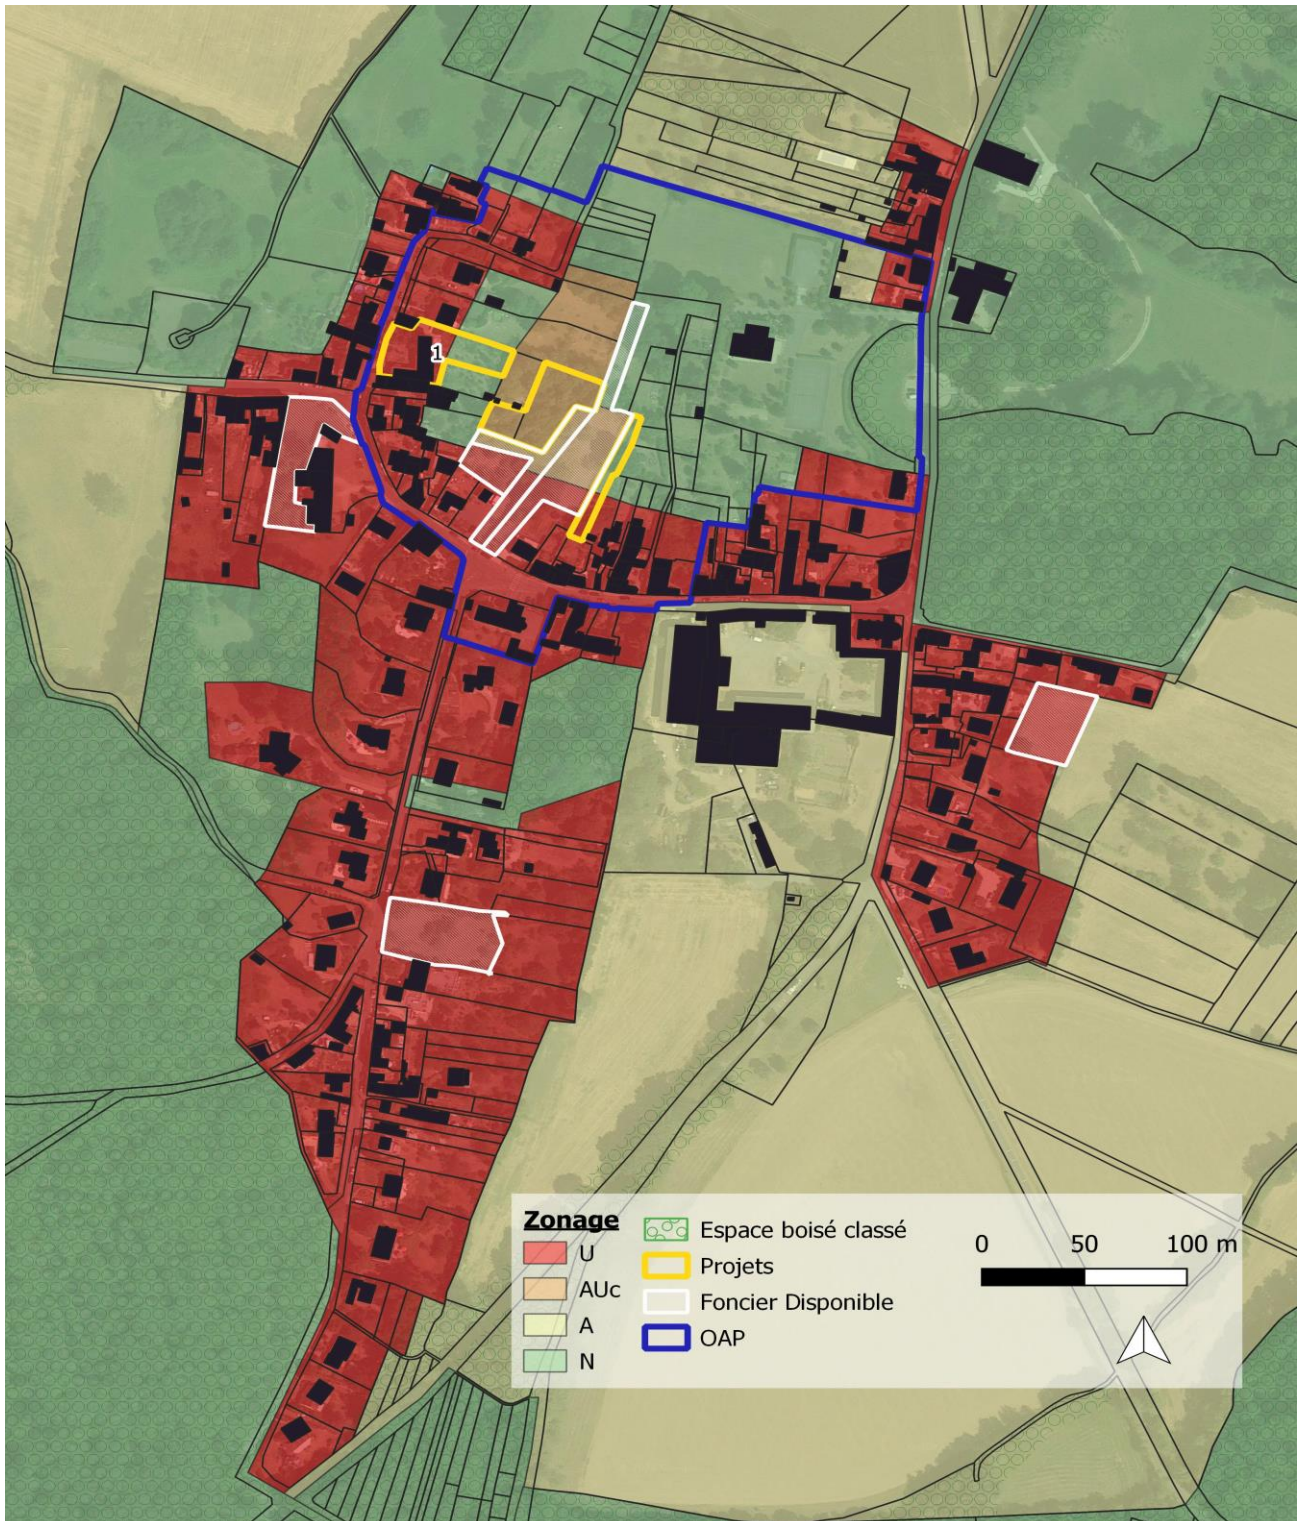 1
Zonage
U
AUc
A
N
Espace boisé classé
Projets
Foncier Disponible
OAP
0 50 100 m